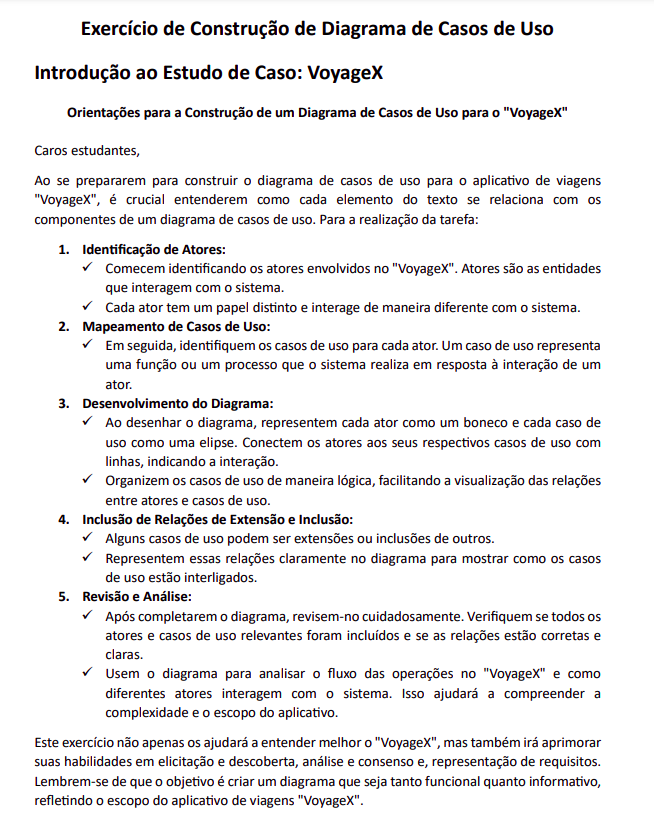 Exercício de Construção de Diagrama de Casos de Uso
Introdução ao Estudo de Caso: VoyageX
Orientações para a Construção de um Diagrama de Casos de Uso para o "VoyageX"
Caros estudantes,
Ao se prepararem para construir o diagrama de casos de uso para o aplicativo de viagens
"VoyageX", é crucial entenderem como cada elemento do texto se relaciona com os
componentes de um diagrama de casos de uso. Para a realização da tarefa:
1. Identificação de Atores:
✓ Comecem identificando os atores envolvidos no "VoyageX". Atores são as entidades
que interagem com o sistema.
✓ Cada ator tem um papel distinto e interage de maneira diferente com o sistema.
2. Mapeamento de Casos de Uso:
✓ Em seguida, identifiquem os casos de uso para cada ator. Um caso de uso representa
uma função ou um processo que o sistema realiza em resposta à interação de um
ator.
3. Desenvolvimento do Diagrama:
✓ Ao desenhar o diagrama, representem cada ator como um boneco e cada caso de
uso como uma elipse. Conectem os atores aos seus respectivos casos de uso com
linhas, indicando a interação.
✓ Organizem os casos de uso de maneira lógica, facilitando a visualização das relações
entre atores e casos de uso.
4. Inclusão de Relações de Extensão e Inclusão:
✓ Alguns casos de uso podem ser extensões ou inclusões de outros.
✓ Representem essas relações claramente no diagrama para mostrar como os casos
de uso estão interligados.
5. Revisão e Análise:
✓ Após completarem o diagrama, revisem-no cuidadosamente. Verifiquem se todos os
atores e casos de uso relevantes foram incluídos e se as relações estão corretas e
claras.
✓ Usem o diagrama para analisar o fluxo das operações no "VoyageX" e como
diferentes atores interagem com o sistema. Isso ajudará a compreender a
complexidade e o escopo do aplicativo.
Este exercício não apenas os ajudará a entender melhor o "VoyageX", mas também irá aprimorar
suas habilidades em elicitação e descoberta, análise e consenso e, representação de requisitos.
Lembrem-se de que o objetivo é criar um diagrama que seja tanto funcional quanto informativo,
refletindo o escopo do aplicativo de viagens "VoyageX".